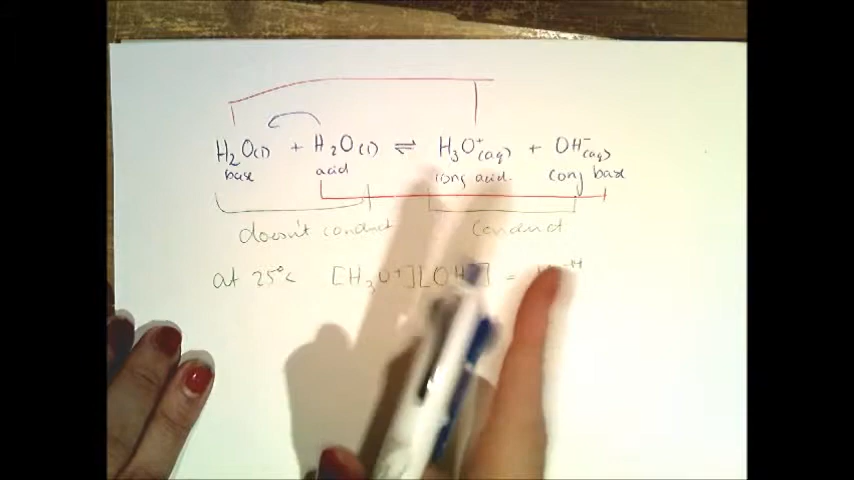 H₂O(l) + H₂O(l) ⇌ H₃O⁺(aq) + OH⁻(aq)
base acid conj acid. conj base
doesn't conduct conduct
at 25°c [H₃O⁺][OH⁻] =